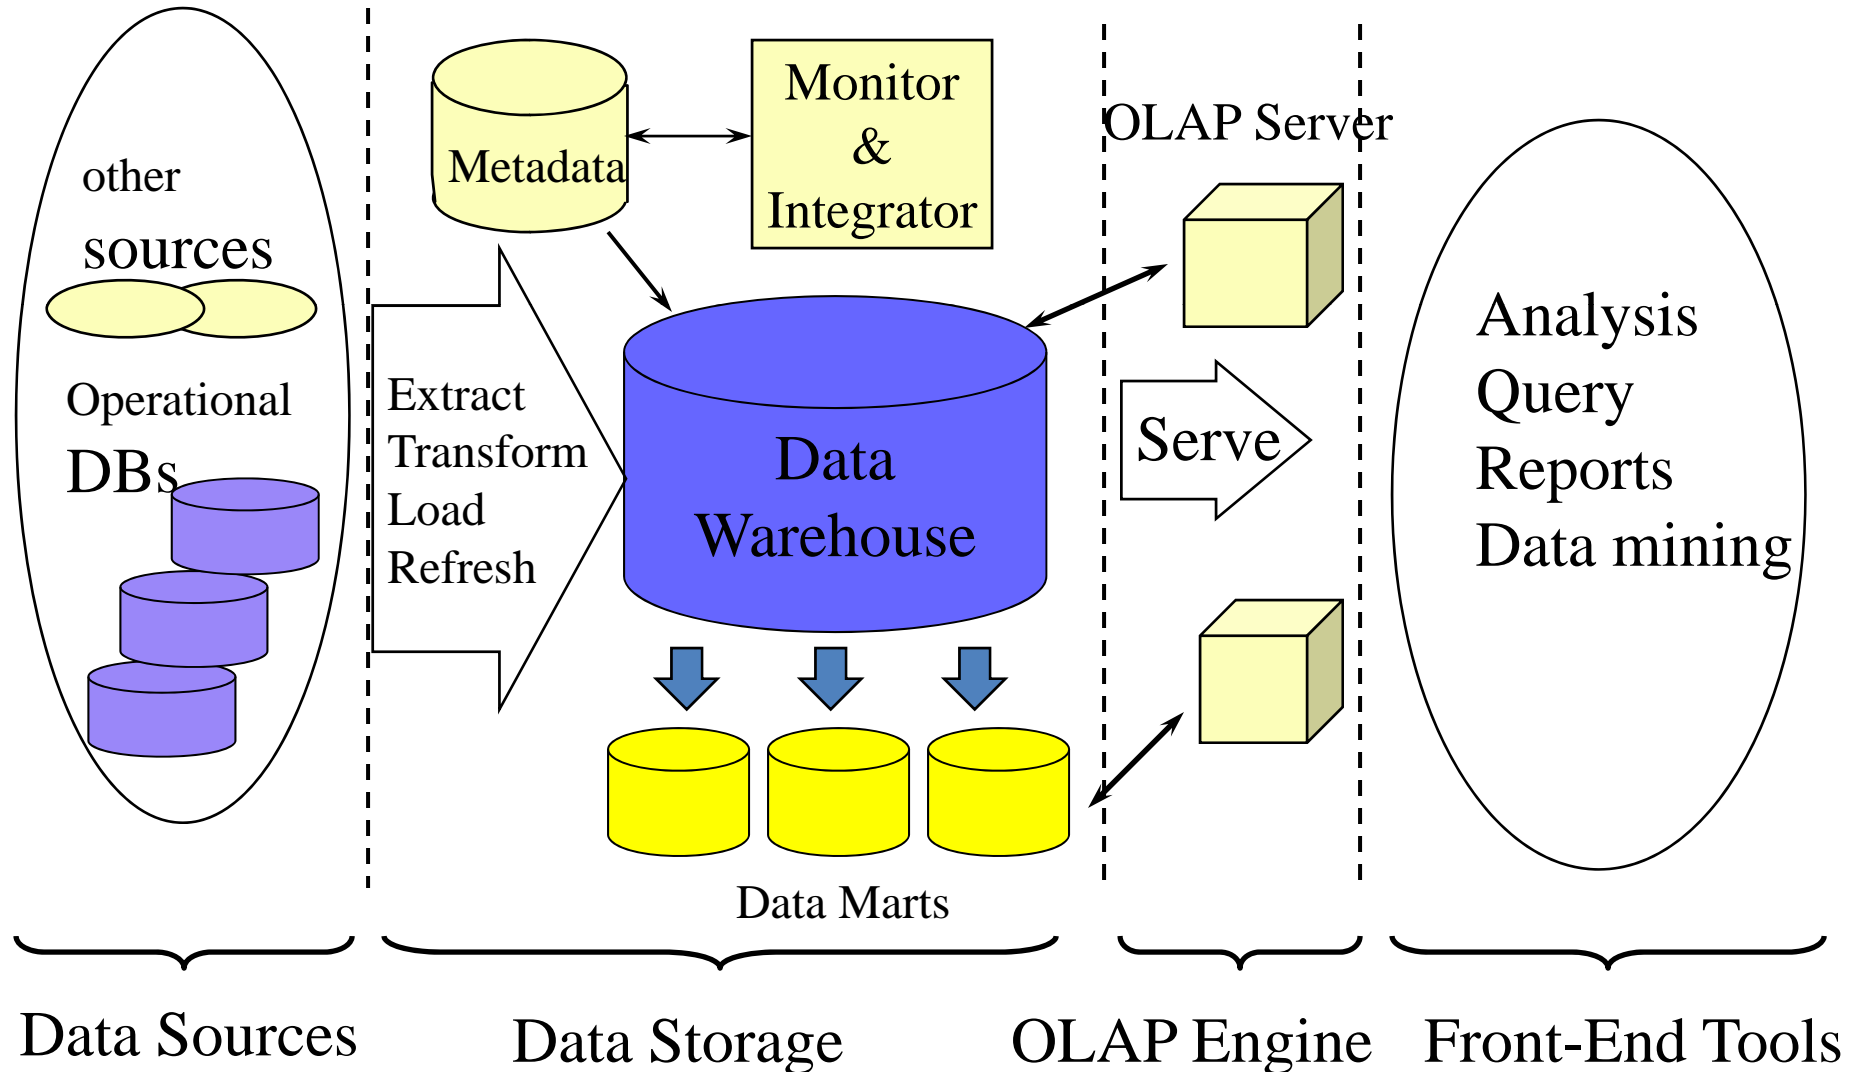 other
sources
Operational
DBs
Metadata
Monitor
&
Integrator
Extract
Transform
Load
Refresh
Data
Warehouse
Data Marts
OLAP Server
Serve
Analysis
Query
Reports
Data mining
Data Sources
Data Storage
OLAP Engine
Front-End Tools